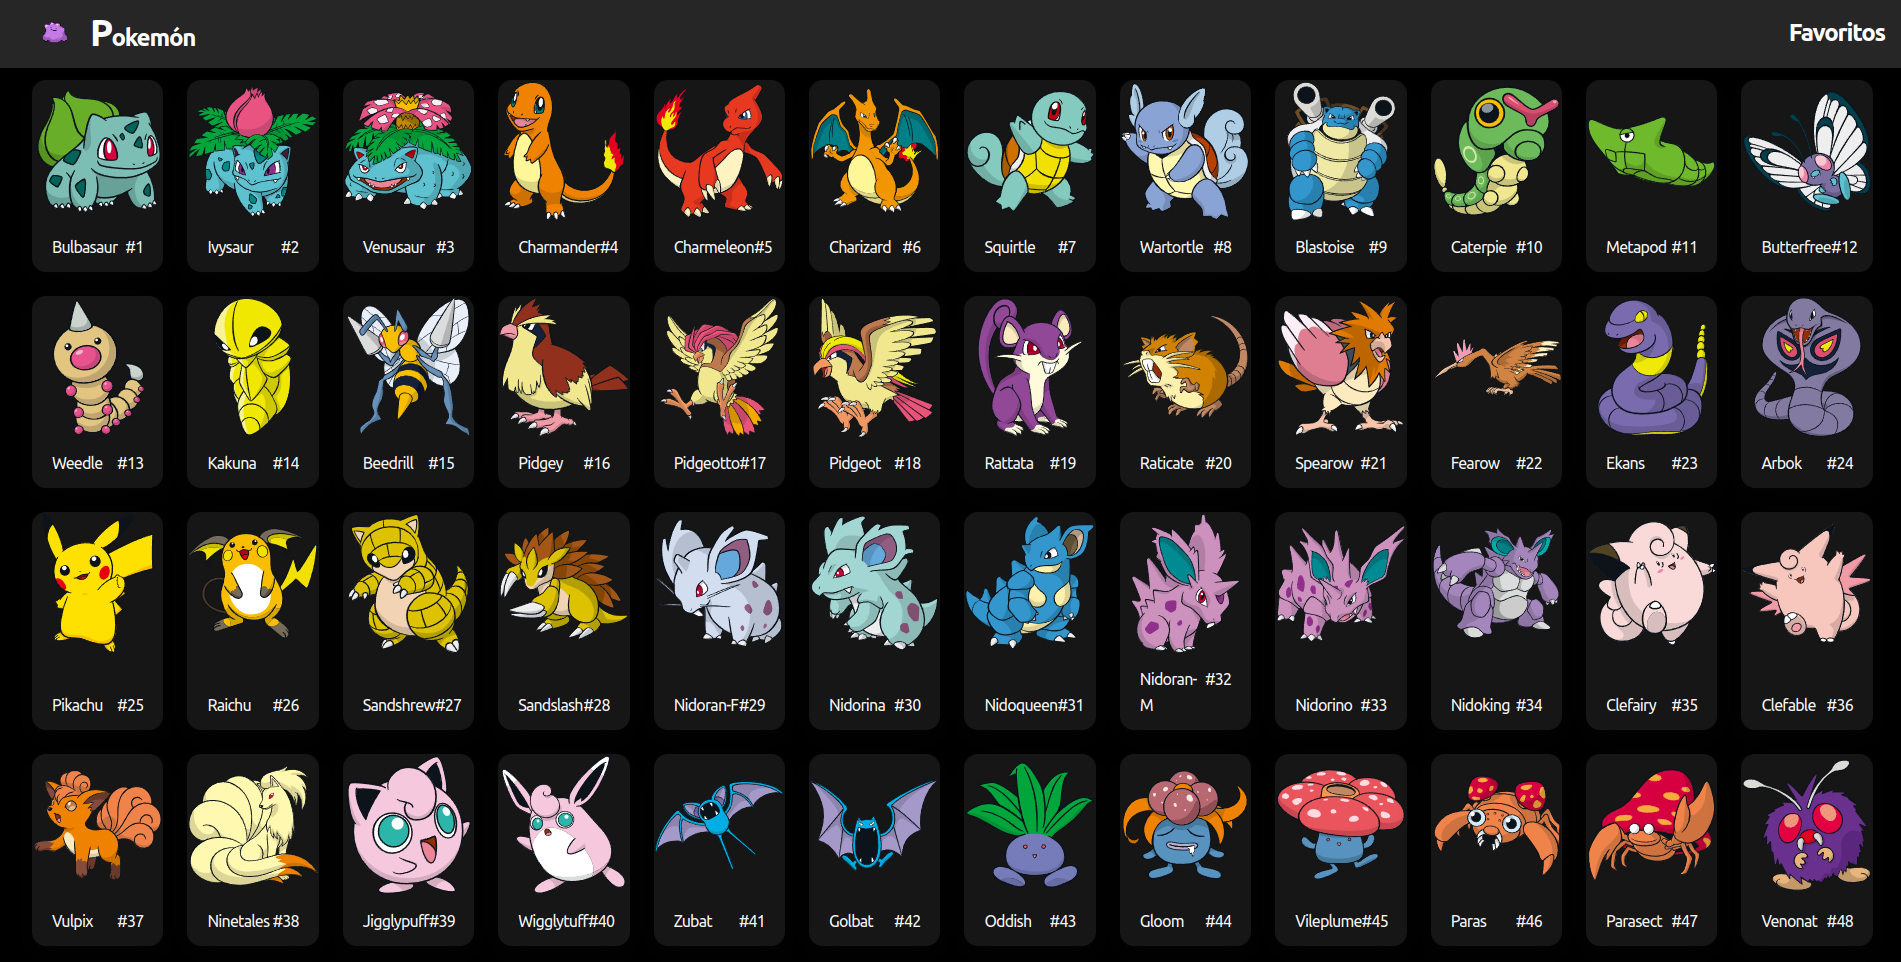 Pokemón
Favoritos
Bulbasaur #1
Ivysaur #2
Venusaur #3
Charmander#4
Charmeleon#5
Charizard #6
Squirtle #7
Wartortle #8
Blastoise #9
Caterpie #10
Metapod #11
Butterfree#12
Weedle #13
Kakuna #14
Beedrill #15
Pidgey #16
Pidgeotto#17
Pidgeot #18
Rattata #19
Raticate #20
Spearow #21
Fearow #22
Ekans #23
Arbok #24
Pikachu #25
Raichu #26
Sandshrew#27
Sandslash#28
Nidoran-F#29
Nidorina #30
Nidoqueen#31
Nidoran- #32
M
Nidorino #33
Nidoking #34
Clefairy #35
Clefable #36
Vulpix #37
Ninetales #38
Jigglypuff#39
Wigglytuff#40
Zubat #41
Golbat #42
Oddish #43
Gloom #44
Vileplume#45
Paras #46
Parasect #47
Venonat #48